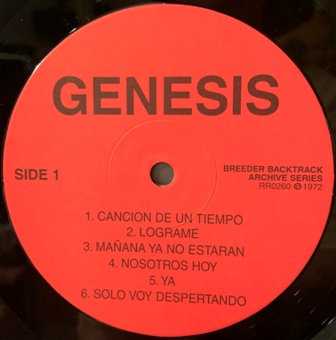 GENESIS
SIDE 1
BREEDER BACKTRACK
ARCHIVE SERIES
RR0260 ℗ 1972
1. CANCION DE UN TIEMPO
2. LOGRAME
3. MAÑANA YA NO ESTARAN
4. NOSOTROS HOY
5. YA
6. SOLO VOY DESPERTANDO